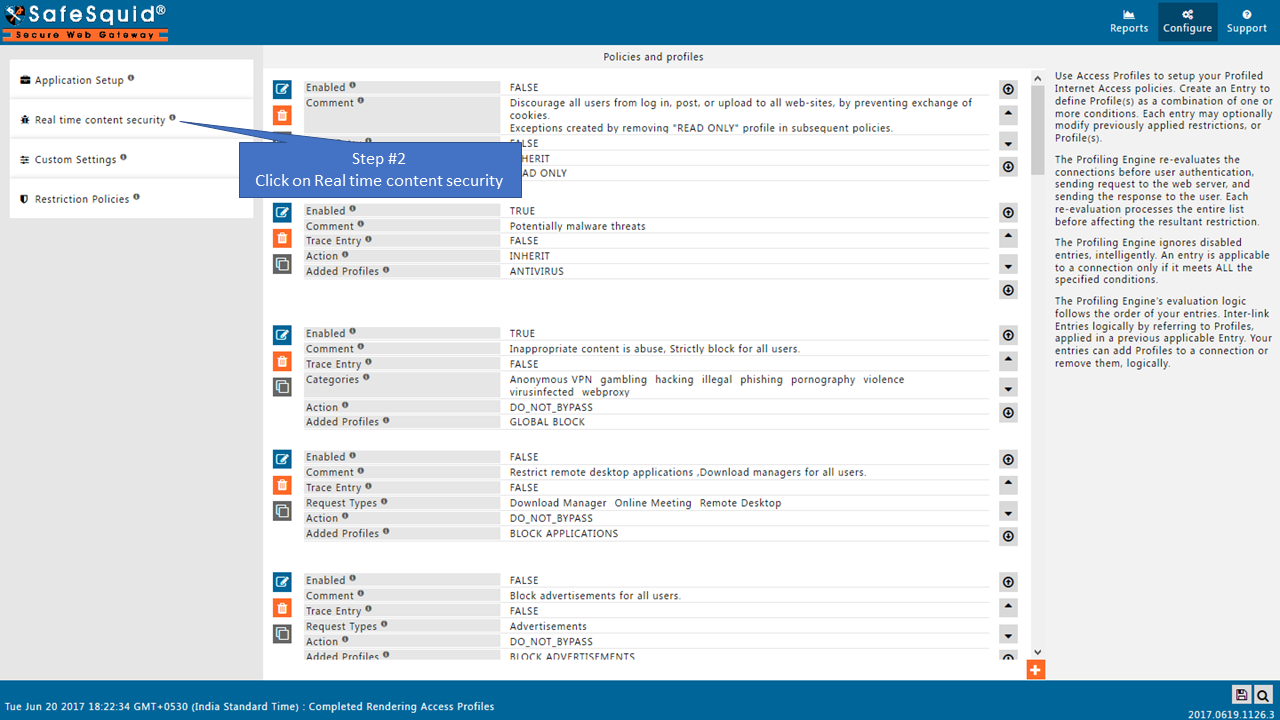 SafeSquid®
Secure Web Gateway
Reports
Configure
Support
Application Setup
Real time content security
Custom Settings
Restriction Policies
Step #2
Click on Real time content security
Policies and profiles
Enabled FALSE
Comment Discourage all users from log in, post, or upload to all web-sites, by preventing exchange of
cookies.
Exceptions created by removing "READ ONLY" profile in subsequent policies.
Enabled TRUE
Comment Potentially malware threats
Trace Entry FALSE
Action INHERIT
Added Profiles ANTIVIRUS
Enabled TRUE
Comment Inappropriate content is abuse, Strictly block for all users.
Trace Entry FALSE
Categories Anonymous VPN gambling hacking illegal phishing pornography violence
virusinfected webproxy
Action DO_NOT_BYPASS
Added Profiles GLOBAL BLOCK
Enabled FALSE
Comment Restrict remote desktop applications ,Download managers for all users.
Trace Entry FALSE
Request Types Download Manager Online Meeting Remote Desktop
Action DO_NOT_BYPASS
Added Profiles BLOCK APPLICATIONS
Enabled FALSE
Comment Block advertisements for all users.
Trace Entry FALSE
Request Types Advertisements
Action DO_NOT_BYPASS
Added Profiles BLOCK ADVERTISEMENTS
Use Access Profiles to setup your Profiled
Internet Access policies. Create an Entry to
define Profile(s) as a combination of one or
more conditions. Each entry may optionally
modify previously applied restrictions, or
Profile(s).
The Profiling Engine re-evaluates the
connections before user authentication,
sending request to the web server, and
sending the response to the user. Each
re-evaluation processes the entire list
before affecting the resultant restriction.
The Profiling Engine ignores disabled
entries, intelligently. An entry is applicable
to a connection only if it meets ALL the
specified conditions.
The Profiling Engine's evaluation logic
follows the order of your entries. Inter-link
Entries logically by referring to Profiles,
applied in a previous applicable Entry. Your
entries can add Profiles to a connection or
remove them, logically.
Tue Jun 20 2017 18:22:34 GMT+0530 (India Standard Time) : Completed Rendering Access Profiles
2017.0619.1126.3